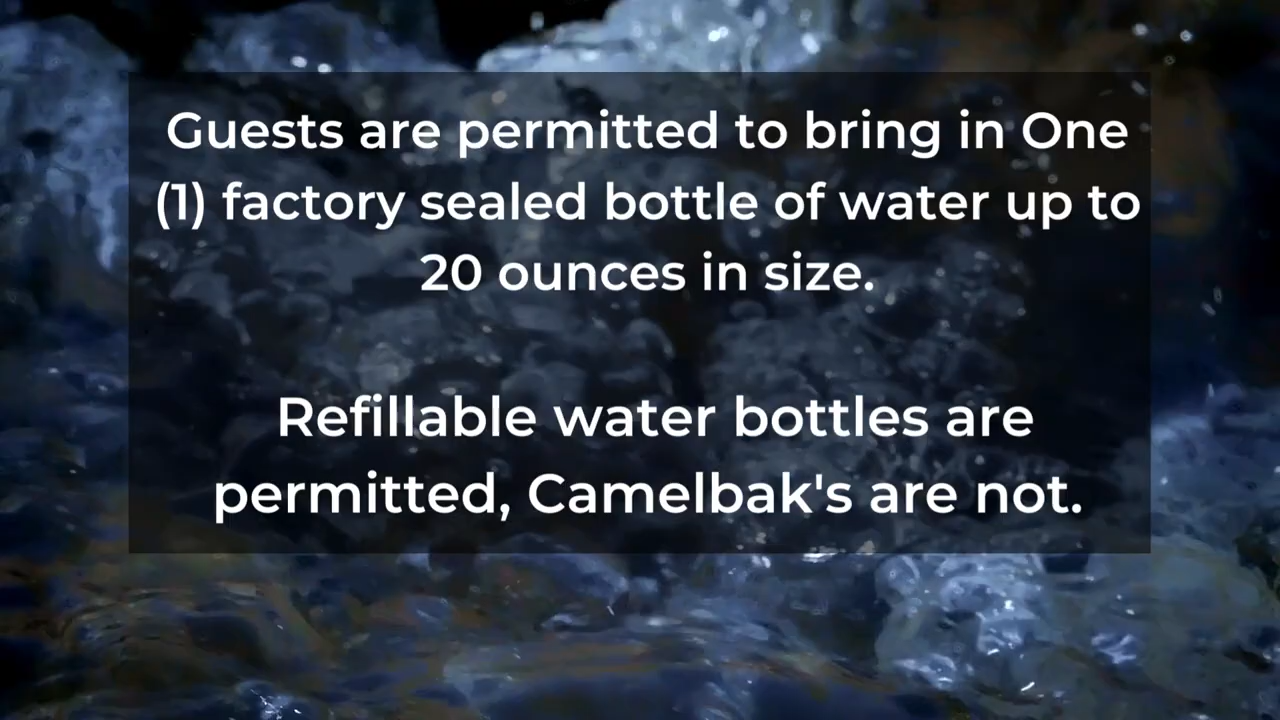 Guests are permitted to bring in One
(1) factory sealed bottle of water up to
20 ounces in size.
Refillable water bottles are
permitted, Camelbak's are not.